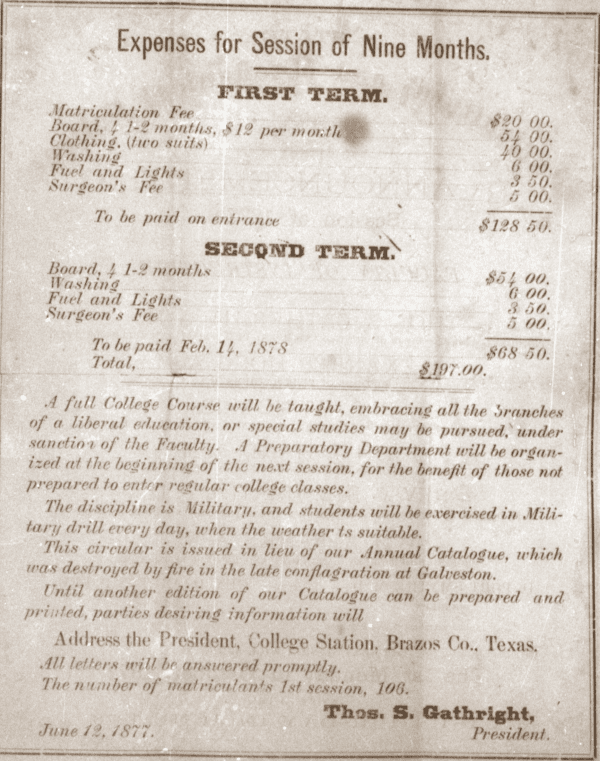 Expenses for Session of Nine Months.
FIRST TERM.
Matriculation Fee $20 00.
Board, 4 1-2 months, $12 per month 54 00.
Clothing, (two suits) 40 00.
Washing 6 00.
Fuel and Lights 3 50.
Surgeon's Fee 5 00.
To be paid on entrance $128 50.
SECOND TERM.
Board, 4 1-2 months $54 00.
Washing 6 00.
Fuel and Lights 3 50.
Surgeon's Fee 5 00.
To be paid Feb. 14, 1878 $68 50.
Total, $197.00.
A full College Course will be taught, embracing all the branches
of a liberal education, or special studies may be pursued, under
sanction of the Faculty. A Preparatory Department will be organ-
ized at the beginning of the next session, for the benefit of those not
prepared to enter regular college classes.
The discipline is Military, and students will be exercised in Mili-
tary drill every day, when the weather ts suitable.
This circular is issued in lieu of our Annual Catalogue, which
was destroyed by fire in the late conflagration at Galveston.
Until another edition of our Catalogue can be prepared and
printed, parties desiring information will
Address the President, College Station, Brazos Co., Texas.
All letters will be answered promptly.
The number of matriculants 1st session, 106.
Thos. S. Gathright,
June 12, 1877. President.